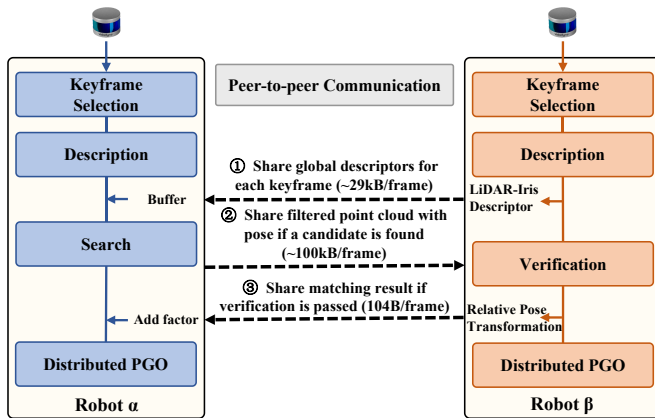 Keyframe
Selection
Description
Buffer
Search
Add factor
Distributed PGO
Robot α
Peer-to-peer Communication
① Share global descriptors for
each keyframe (~29kB/frame)
② Share filtered point cloud with
pose if a candidate is found
(~100kB/frame)
③ Share matching result if
verification is passed (104B/frame)
Keyframe
Selection
Description
LiDAR-Iris
Descriptor
Verification
Relative Pose
Transformation
Distributed PGO
Robot β